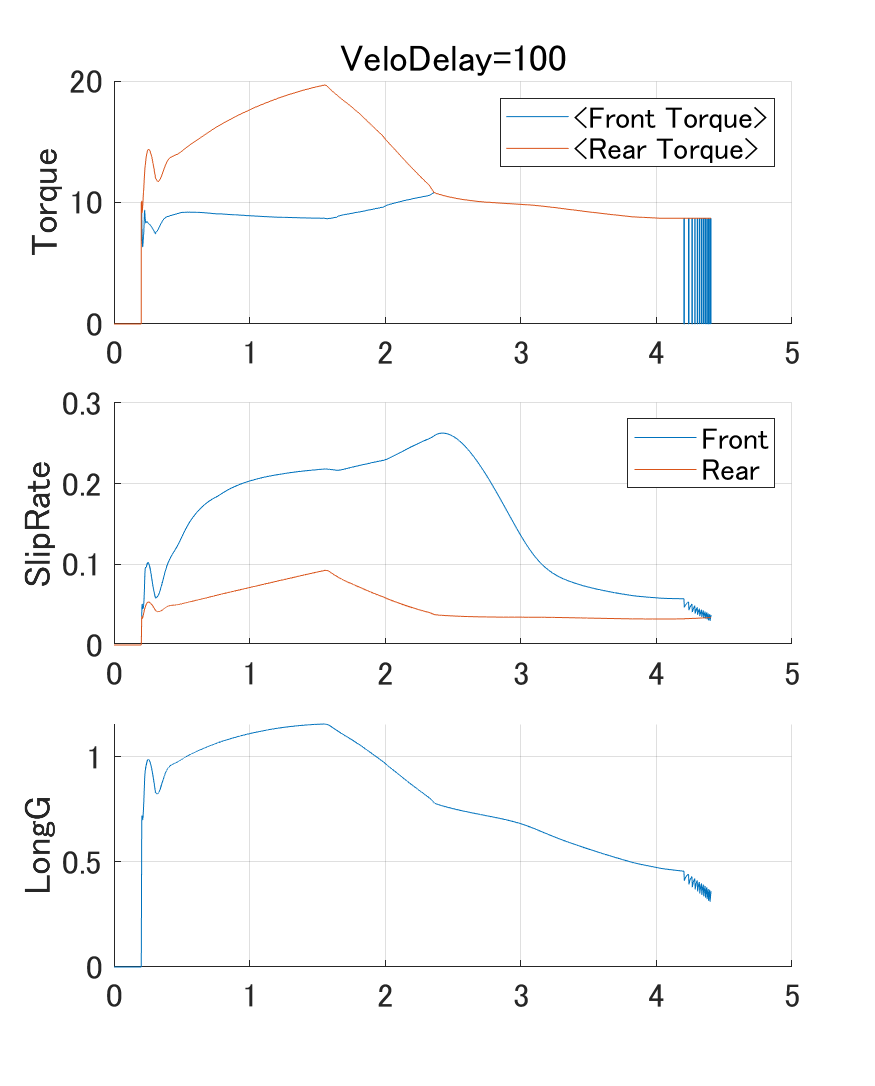 VeloDelay=100
Torque
20
10
0
<Front Torque>
<Rear Torque>
0 1 2 3 4 5
SlipRate
0.3
0.2
0.1
0
Front
Rear
0 1 2 3 4 5
LongG
1
0.5
0
0 1 2 3 4 5